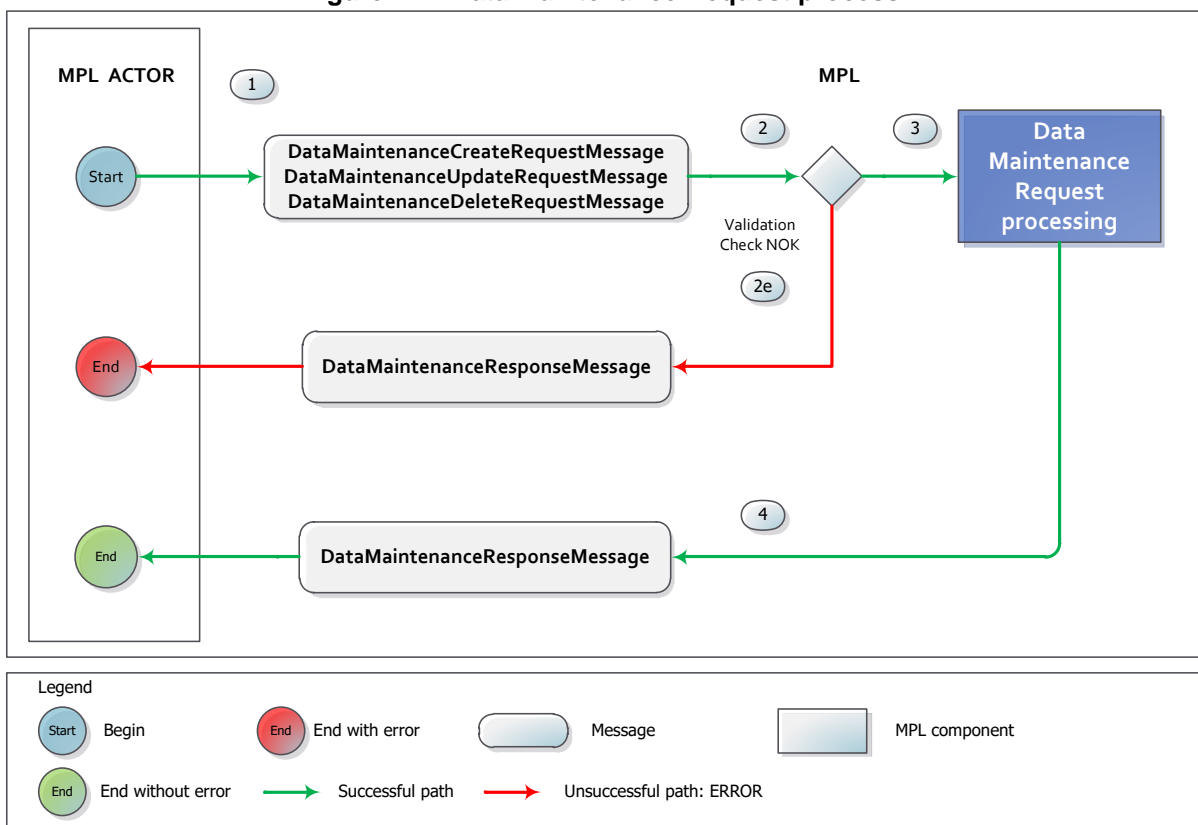 MPL ACTOR
1
MPL
2
3
Start
DataMaintenanceCreateRequestMessage
DataMaintenanceUpdateRequestMessage
DataMaintenanceDeleteRequestMessage
Data
Maintenance
Request
processing
Validation
Check NOK
2e
End
DataMaintenanceResponseMessage
4
End
DataMaintenanceResponseMessage
Legend
Start
Begin
End
End with error
Message
MPL component
End
End without error
Successful path
Unsuccessful path: ERROR